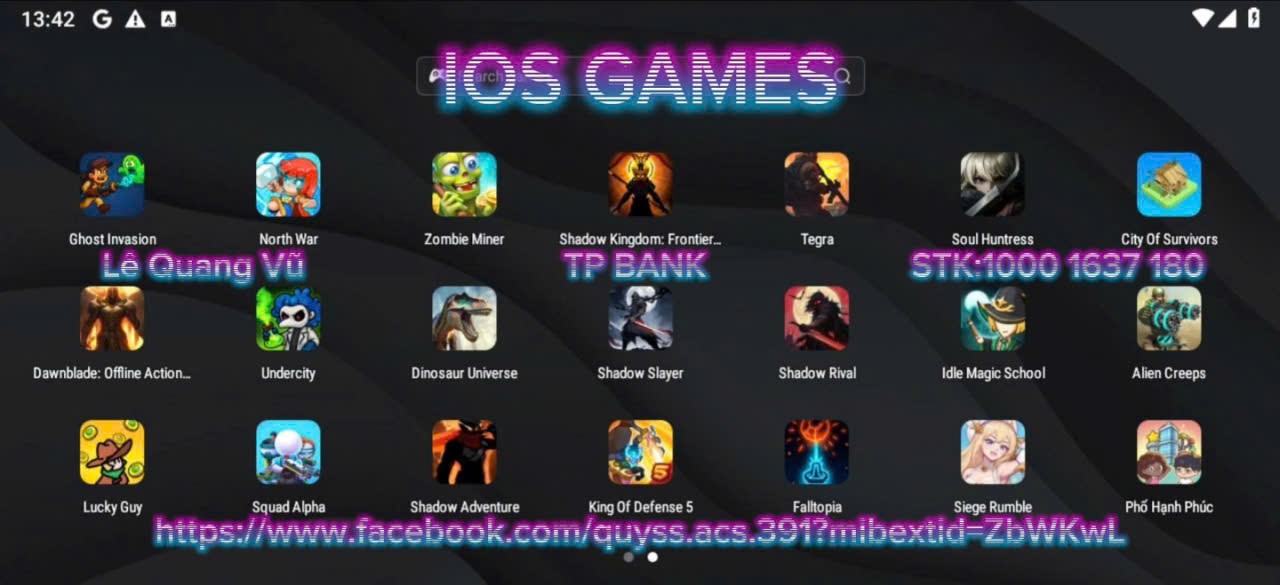 13:42
Search
IOS GAMES
Ghost Invasion
North War
Zombie Miner
Shadow Kingdom: Frontier...
Tegra
Soul Huntress
City Of Survivors
Lê Quang Vũ
TP BANK
STK:1000 1637 180
Dawnblade: Offline Action...
Undercity
Dinosaur Universe
Shadow Slayer
Shadow Rival
Idle Magic School
Alien Creeps
5
Lucky Guy
Squad Alpha
Shadow Adventure
King Of Defense 5
Falltopia
Siege Rumble
Phố Hạnh Phúc
https://www.facebook.com/quyss.acs.391?mibextid=ZbWKwL